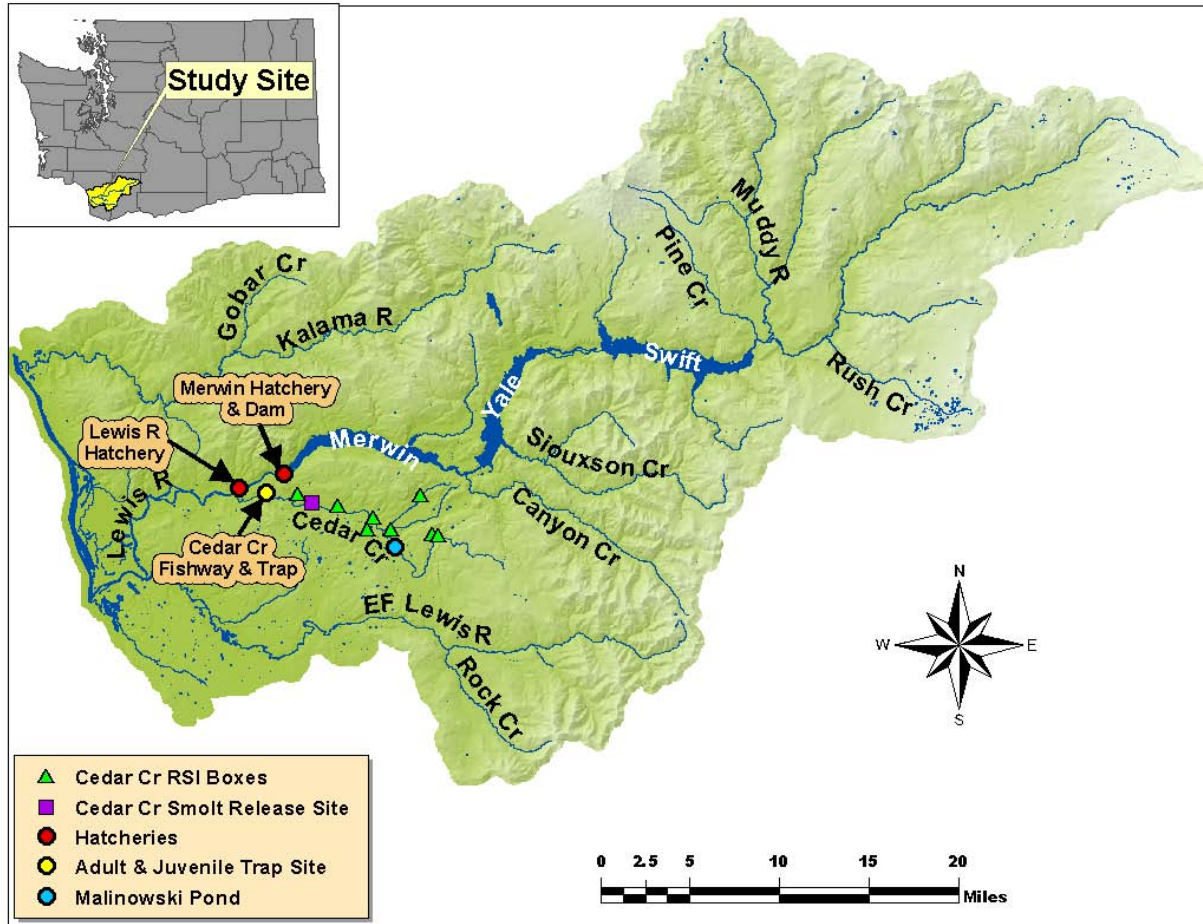 Study Site
Gobar Cr
Kalama R
Muddy R
Pine Cr
Swift
Rush Cr
Yale
Merwin Hatchery
& Dam
Lewis R
Hatchery
Merwin
Siouxson Cr
Lewis R
Cedar Cr
Canyon Cr
Cedar Cr
Fishway & Trap
EF Lewis R
Rock Cr
N
W
E
S
Cedar Cr RSI Boxes
Cedar Cr Smolt Release Site
Hatcheries
Adult & Juvenile Trap Site
Malinowski Pond
0 2.5 5 10 15 20
Miles